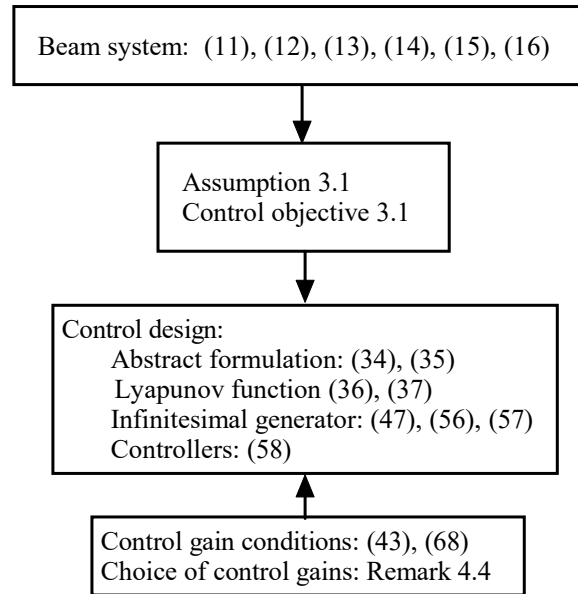 Beam system: (11), (12), (13), (14), (15), (16)
Assumption 3.1
Control objective 3.1
Control design:
Abstract formulation: (34), (35)
Lyapunov function (36), (37)
Infinitesimal generator: (47), (56), (57)
Controllers: (58)
Control gain conditions: (43), (68)
Choice of control gains: Remark 4.4